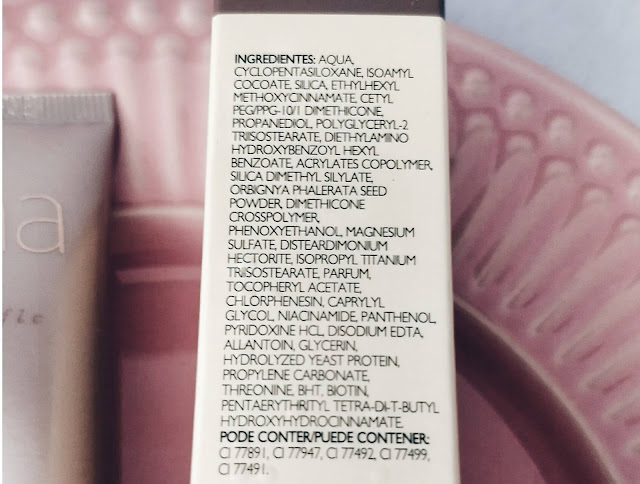 INGREDIENTES: AQUA,
CYCLOPENTASILOXANE, ISOAMYL
COCOATE, SILICA, ETHYLHEXYL
METHOXYCINNAMATE, CETYL
PEG/PPG-10/1 DIMETHICONE,
PROPANEDIOL, POLYGLYCERYL-2
TRIISOSTEARATE, DIETHYLAMINO
HYDROXYBENZOYL HEXYL
BENZOATE, ACRYLATES COPOLYMER,
SILICA DIMETHYL SILYLATE,
ORBIGNYA PHALERATA SEED
POWDER, DIMETHICONE
CROSSPOLYMER,
PHENOXYETHANOL, MAGNESIUM
SULFATE, DISTEARDIMONIUM
HECTORITE, ISOPROPYL TITANIUM
TRIISOSTEARATE, PARFUM,
TOCOPHERYL ACETATE,
CHLORPHENESIN, CAPRYLYL
GLYCOL, NIACINAMIDE, PANTHENOL,
PYRIDOXINE HCL, DISODIUM EDTA,
ALLANTOIN, GLYCERIN,
HYDROLYZED YEAST PROTEIN,
PROPYLENE CARBONATE,
THREONINE, BHT, BIOTIN,
PENTAERYTHRITYL TETRA-DI-T-BUTYL
HYDROXYHYDROCINNAMATE.
PODE CONTER/PUEDE CONTENER:
CI 77891, CI 77947, CI 77492, CI 77499,
CI 77491.